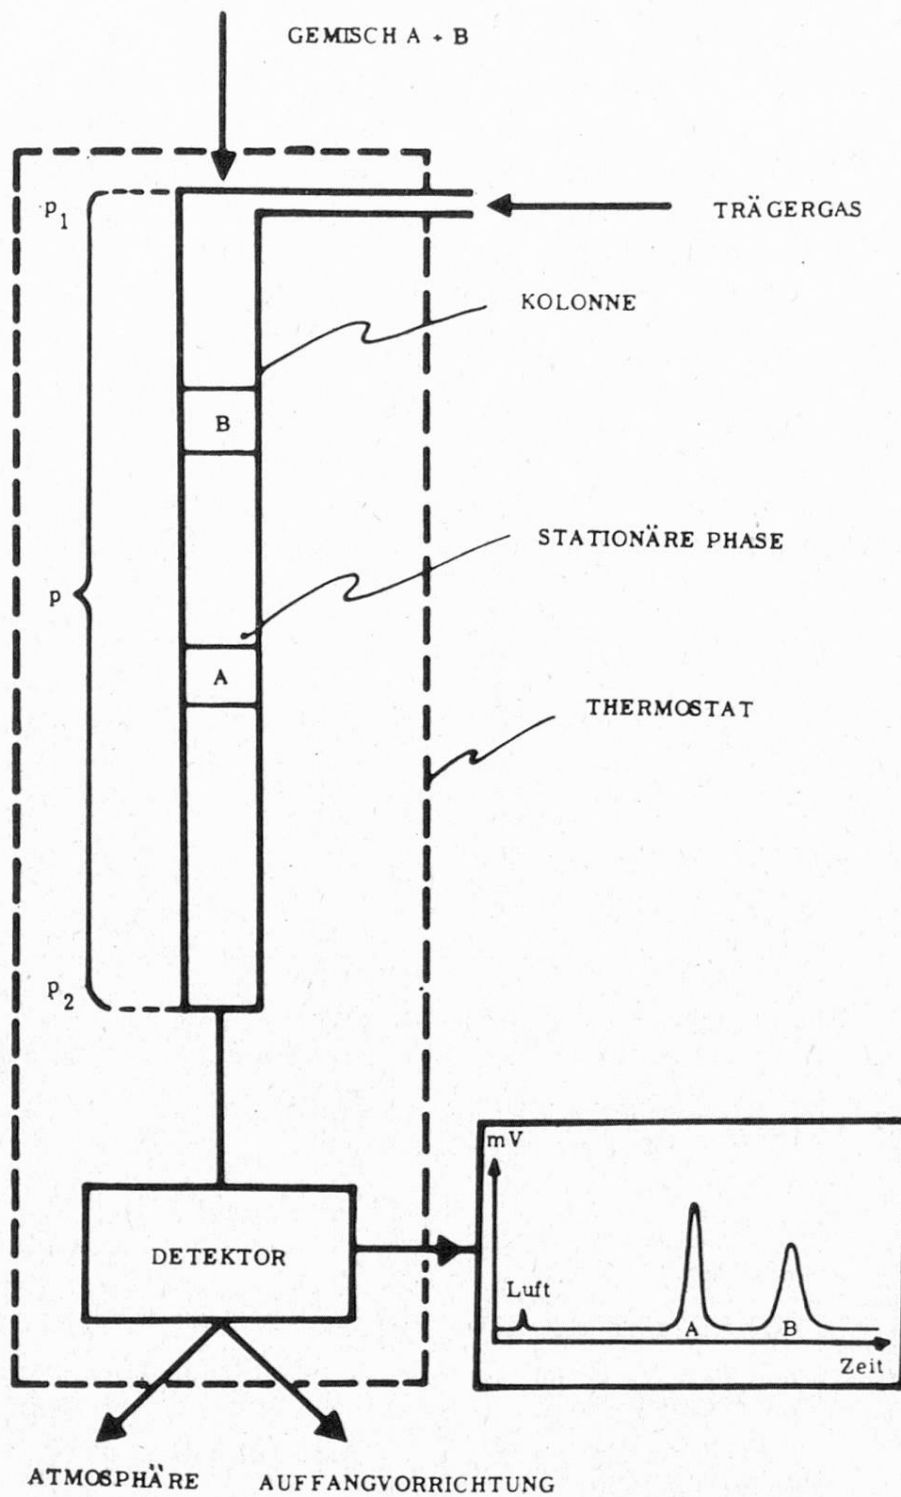 GEMISCH A + B
p1
TRÄGERGAS
KOLONNE
B
STATIONÄRE PHASE
p
A
THERMOSTAT
p2
mV
DETEKTOR
Luft
A B
Zeit
ATMOSPHÄRE AUFFANGVORRICHTUNG